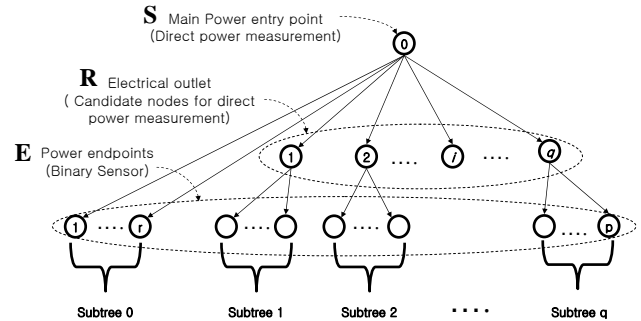 S Main Power entry point
(Direct power measurement)
0
R Electrical outlet
( Candidate nodes for direct
power measurement)
1 2 .... i .... q
E Power endpoints
(Binary Sensor)
1 .... r .... .... .... p
Subtree 0 Subtree 1 Subtree 2 .... Subtree q